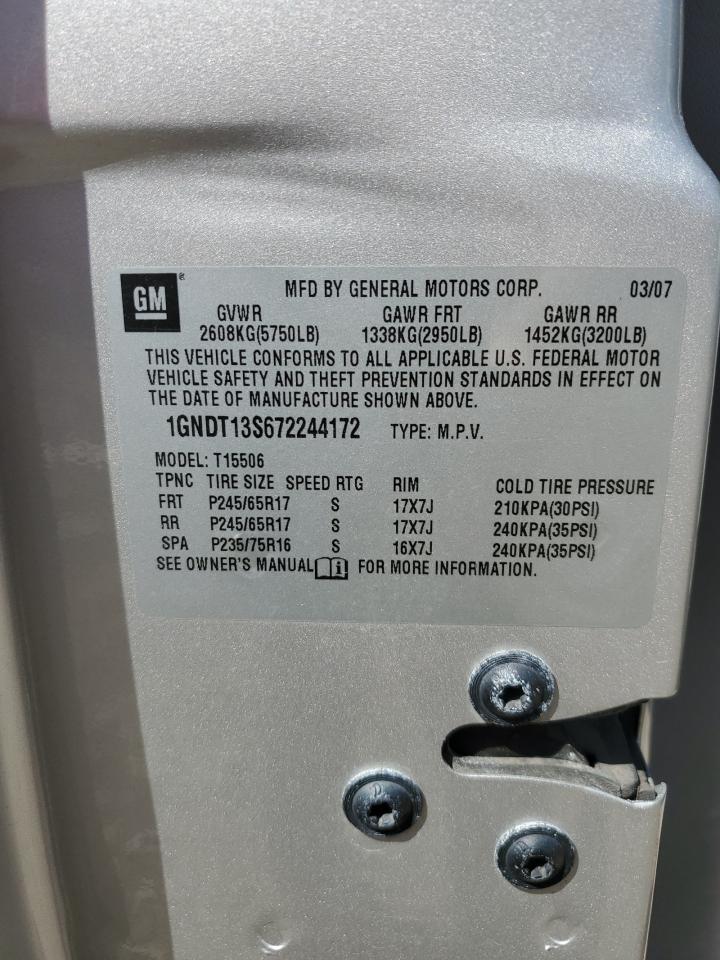 GM ® MFD BY GENERAL MOTORS CORP. 03/07
GVWR GAWR FRT GAWR RR
2608KG(5750LB) 1338KG(2950LB) 1452KG(3200LB)
THIS VEHICLE CONFORMS TO ALL APPLICABLE U.S. FEDERAL MOTOR
VEHICLE SAFETY AND THEFT PREVENTION STANDARDS IN EFFECT ON
THE DATE OF MANUFACTURE SHOWN ABOVE.
1GNDT13S672244172 TYPE: M.P.V.
MODEL: T15506
TPNC TIRE SIZE SPEED RTG RIM COLD TIRE PRESSURE
FRT P245/65R17 S 17X7J 210KPA(30PSI)
RR P245/65R17 S 17X7J 240KPA(35PSI)
SPA P235/75R16 S 16X7J 240KPA(35PSI)
SEE OWNER'S MANUAL i FOR MORE INFORMATION.